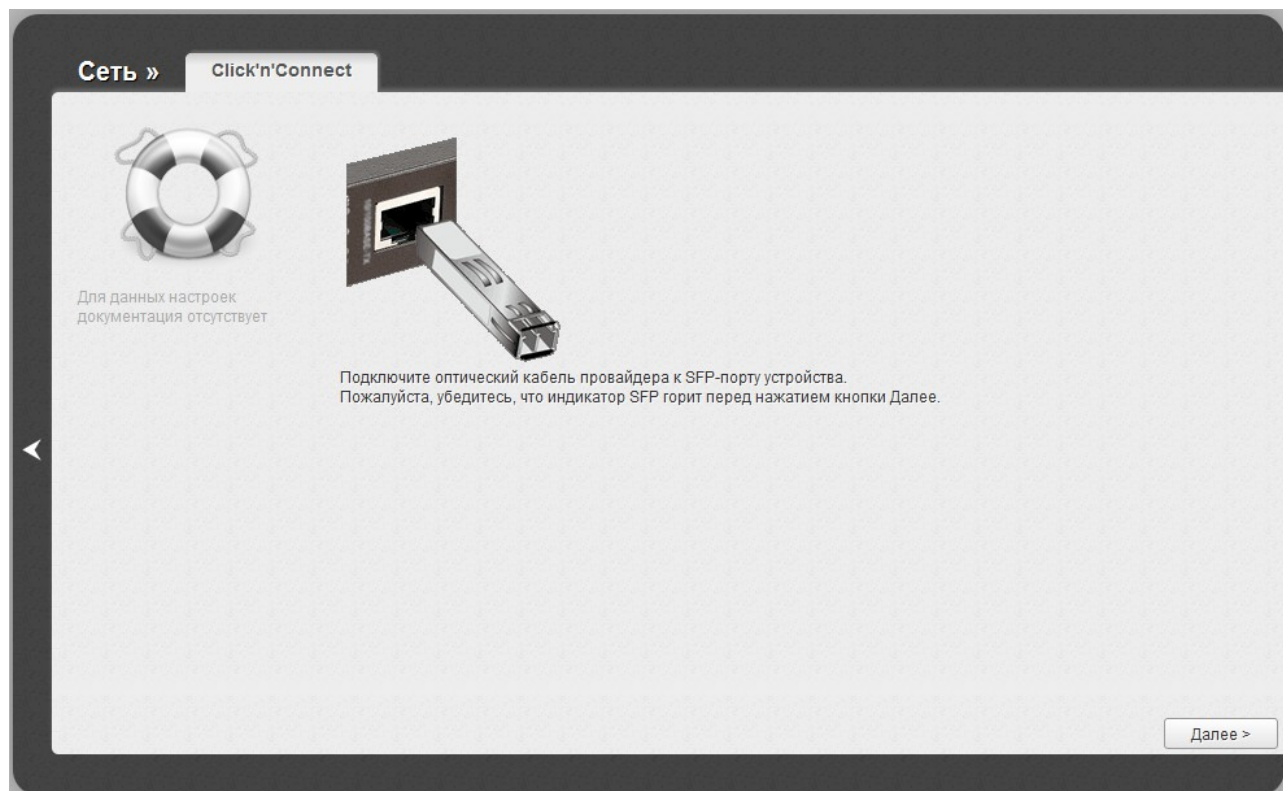 Сеть »
Click'n'Connect
Для данных настроек
документация отсутствует
Подключите оптический кабель провайдера к SFP-порту устройства.
Пожалуйста, убедитесь, что индикатор SFP горит перед нажатием кнопки Далее.
Далее >